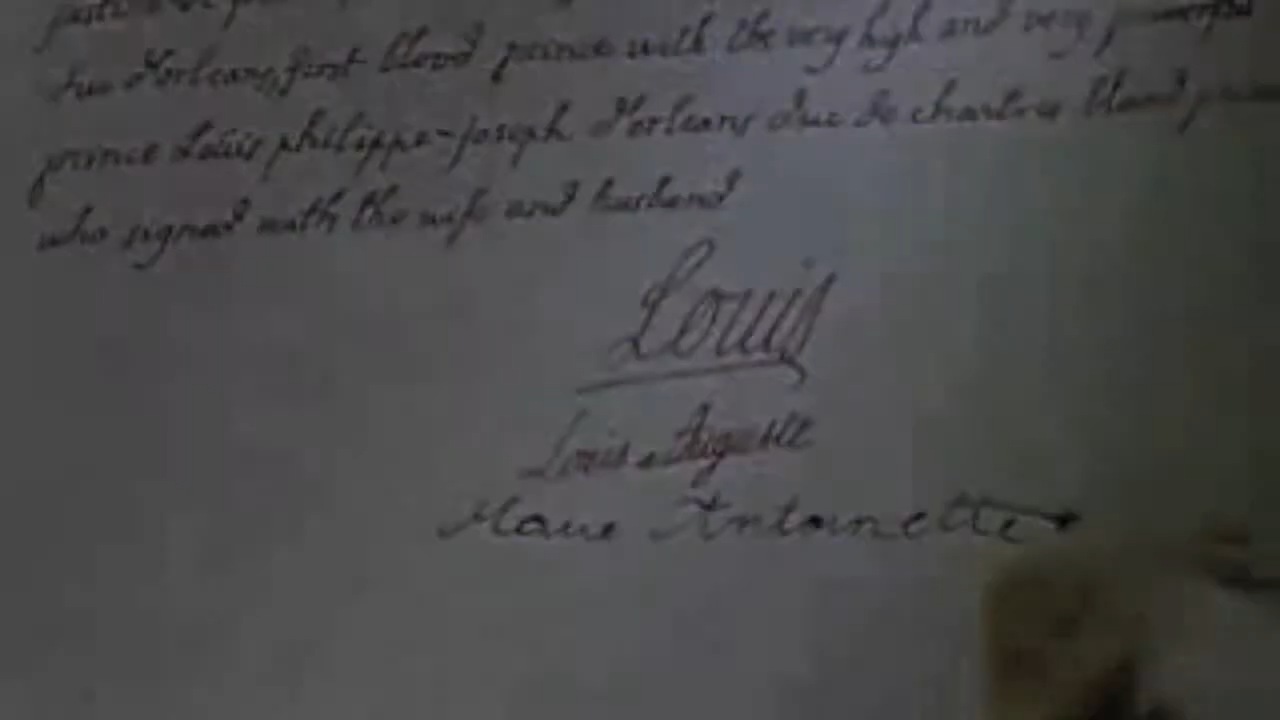 duc d'orleans, first blood prince with the very high and very
prince Louis philippe-joseph d'orleans duc de chartres blood
who signed with the wife and husband
Louis
Louis Auguste
Marie Antoinette